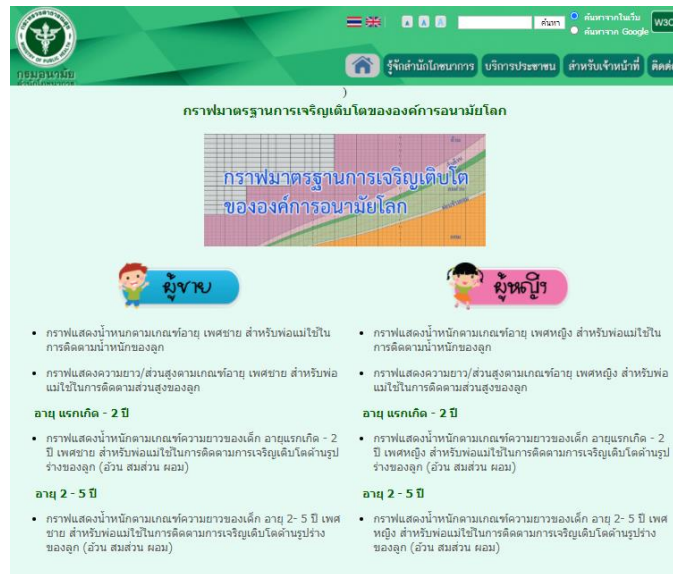 ค้นหา
ค้นหาจากในเว็บ
ค้นหาจาก Google
W3C
กรมอนามัย
สำนักโภชนาการ
รู้จักสำนักโภชนาการ
บริการประชาชน
สำหรับเจ้าหน้าที่
ติดต่อ
)
กราฟมาตรฐานการเจริญเติบโตขององค์การอนามัยโลก
กราฟมาตรฐานการเจริญเติบโต
ขององค์การอนามัยโลก
ผู้ชาย
ผู้หญิง
• กราฟแสดงน้ำหนกตามเกณฑ์อายุ เพศชาย สำหรับพ่อแม่ใช้ใน
การติดตามน้ำหนักของลูก
• กราฟแสดงความยาว/ส่วนสูงตามเกณฑ์อายุ เพศชาย สำหรับพ่อ
แม่ใช้ในการติดตามส่วนสูงของลูก
อายุ แรกเกิด - 2 ปี
• กราฟแสดงน้ำหนักตามเกณฑ์ความยาวของเด็ก อายุแรกเกิด - 2
ปี เพศชาย สำหรับพ่อแม่ใช้ในการติดตามการเจริญเติบโตด้านรูป
ร่างของลูก (อ้วน สมส่วน ผอม)
อายุ 2 - 5 ปี
• กราฟแสดงน้ำหนักตามเกณฑ์ความยาวของเด็ก อายุ 2- 5 ปี เพศ
ชาย สำหรับพ่อแม่ใช้ในการติดตามการเจริญเติบโตด้านรูปร่าง
ของลูก (อ้วน สมส่วน ผอม)
• กราฟแสดงน้ำหนักตามเกณฑ์อายุ เพศหญิง สำหรับพ่อแม่ใช้ใน
การติดตามน้ำหนักของลูก
• กราฟแสดงความยาว/ส่วนสูงตามเกณฑ์อายุ เพศหญิง สำหรับพ่อ
แม่ใช้ในการติดตามส่วนสูงของลูก
อายุ แรกเกิด - 2 ปี
• กราฟแสดงน้ำหนักตามเกณฑ์ความยาวของเด็ก อายุแรกเกิด - 2
ปี เพศหญิง สำหรับพ่อแม่ใช้ในการติดตามการเจริญเติบโตด้านรูป
ร่างของลูก (อ้วน สมส่วน ผอม)
อายุ 2 - 5 ปี
• กราฟแสดงน้ำหนักตามเกณฑ์ความยาวของเด็ก อายุ 2- 5 ปี เพศ
หญิง สำหรับพ่อแม่ใช้ในการติดตามการเจริญเติบโตด้านรูปร่าง
ของลูก (อ้วน สมส่วน ผอม)